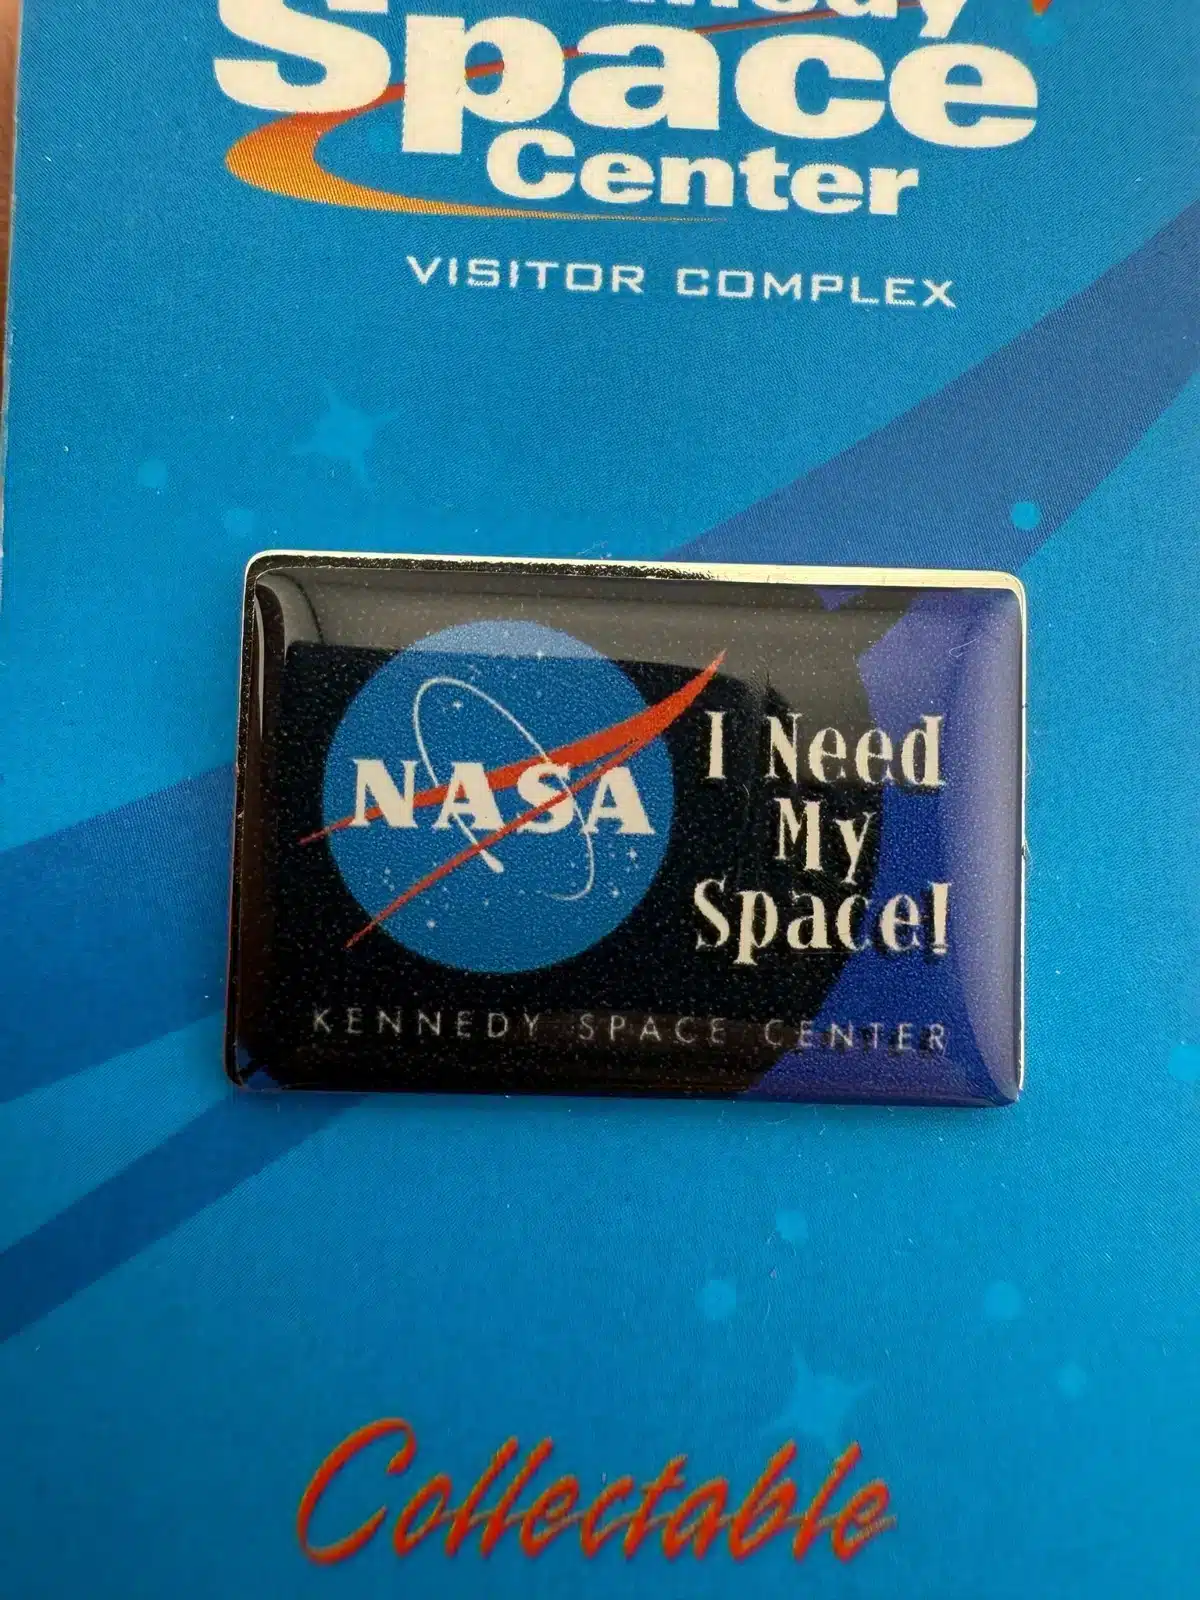 Space
Center
VISITOR COMPLEX
NASA
I Need
My
Space!
KENNEDY SPACE CENTER
Collectable